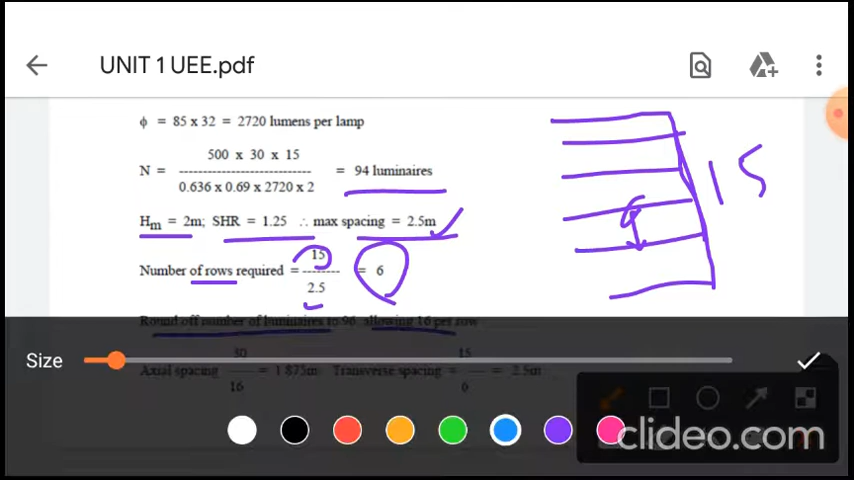 UNIT 1 UEE.pdf
ϕ = 85 x 32 = 2720 lumens per lamp
500 x 30 x 15
N = ---------------------------------- = 94 luminaires
0.636 x 0.69 x 2720 x 2
Hm = 2m; SHR = 1.25 ∴ max spacing = 2.5m
15
Number of rows required = -------- = 6
2.5
15
Round off number of luminaires to 96 allowing 16 per row
Size
30 15
Axial spacing = 1 875m Transverse spacing = = 2.5m
16 6
clideo.com